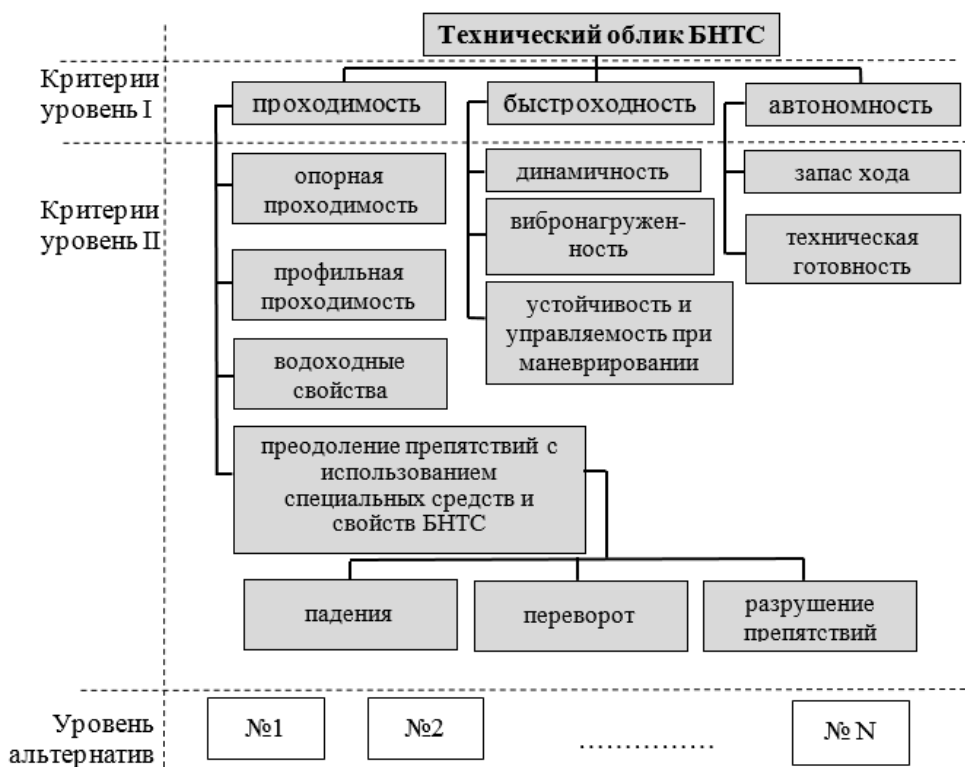 Технический облик БНТС
Критерии
уровень I
проходимость
быстроходность
автономность
Критерии
уровень II
опорная
проходимость
профильная
проходимость
водоходные
свойства
преодоление препятствий с
использованием
специальных средств и
свойств БНТС
динамичность
вибронагружен-
ность
устойчивость и
управляемость при
маневрировании
запас хода
техническая
готовность
падения
переворот
разрушение
препятствий
Уровень
альтернатив
№1
№2
................
№ N